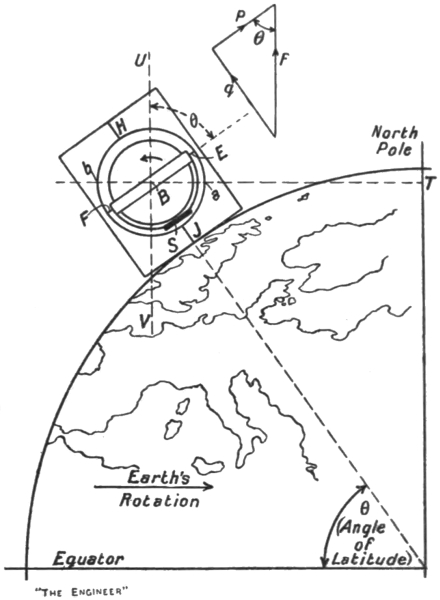 P
θ
F
q
U
H
θ
E
b
North
Pole
T
F
B
a
S
J
V
Earth's
Rotation
θ
(Angle
of
Latitude)
Equator
"THE ENGINEER"